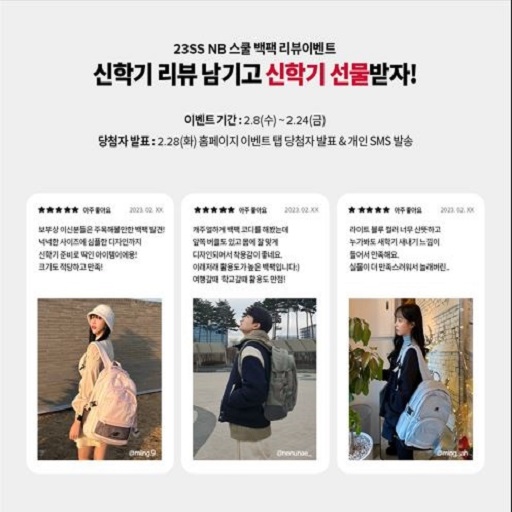 23SS NB 스쿨 백팩 리뷰이벤트
신학기 리뷰 남기고 신학기 선물받자!
이벤트 기간 : 2.8(수) ~ 2.24(금)
당첨자 발표 : 2.28(화) 홈페이지 이벤트 탭 당첨자 발표 & 개인 SMS 발송
★★★★★ 아주 좋아요 2023. 02. XX
보부상 이신분들은 주목해볼만한 백팩 발견!
넉넉한 사이즈에 심플한 디자인까지
신학기 준비로 딱인 아이템이에용!
크기도 적당하고 만족!
@ming.9l
★★★★★ 아주 좋아요 2023. 02. XX
캐주얼하게 백팩 코디를 해봤는데
앞쪽 버클도 있고 몸에 잘 맞게
디자인되어서 착용감이 좋네요.
이래저래 활용도가 높은 백팩입니다:)
여행갈때 학교갈때 활용도 만점!
★★★★★ 아주 좋아요 2023. 02. XX
라이트 블루 컬러 너무 산뜻하고
누가봐도 새학기 새내기 느낌이
들어서 만족해요.
실물이 더 만족스러워서 놀래버린..